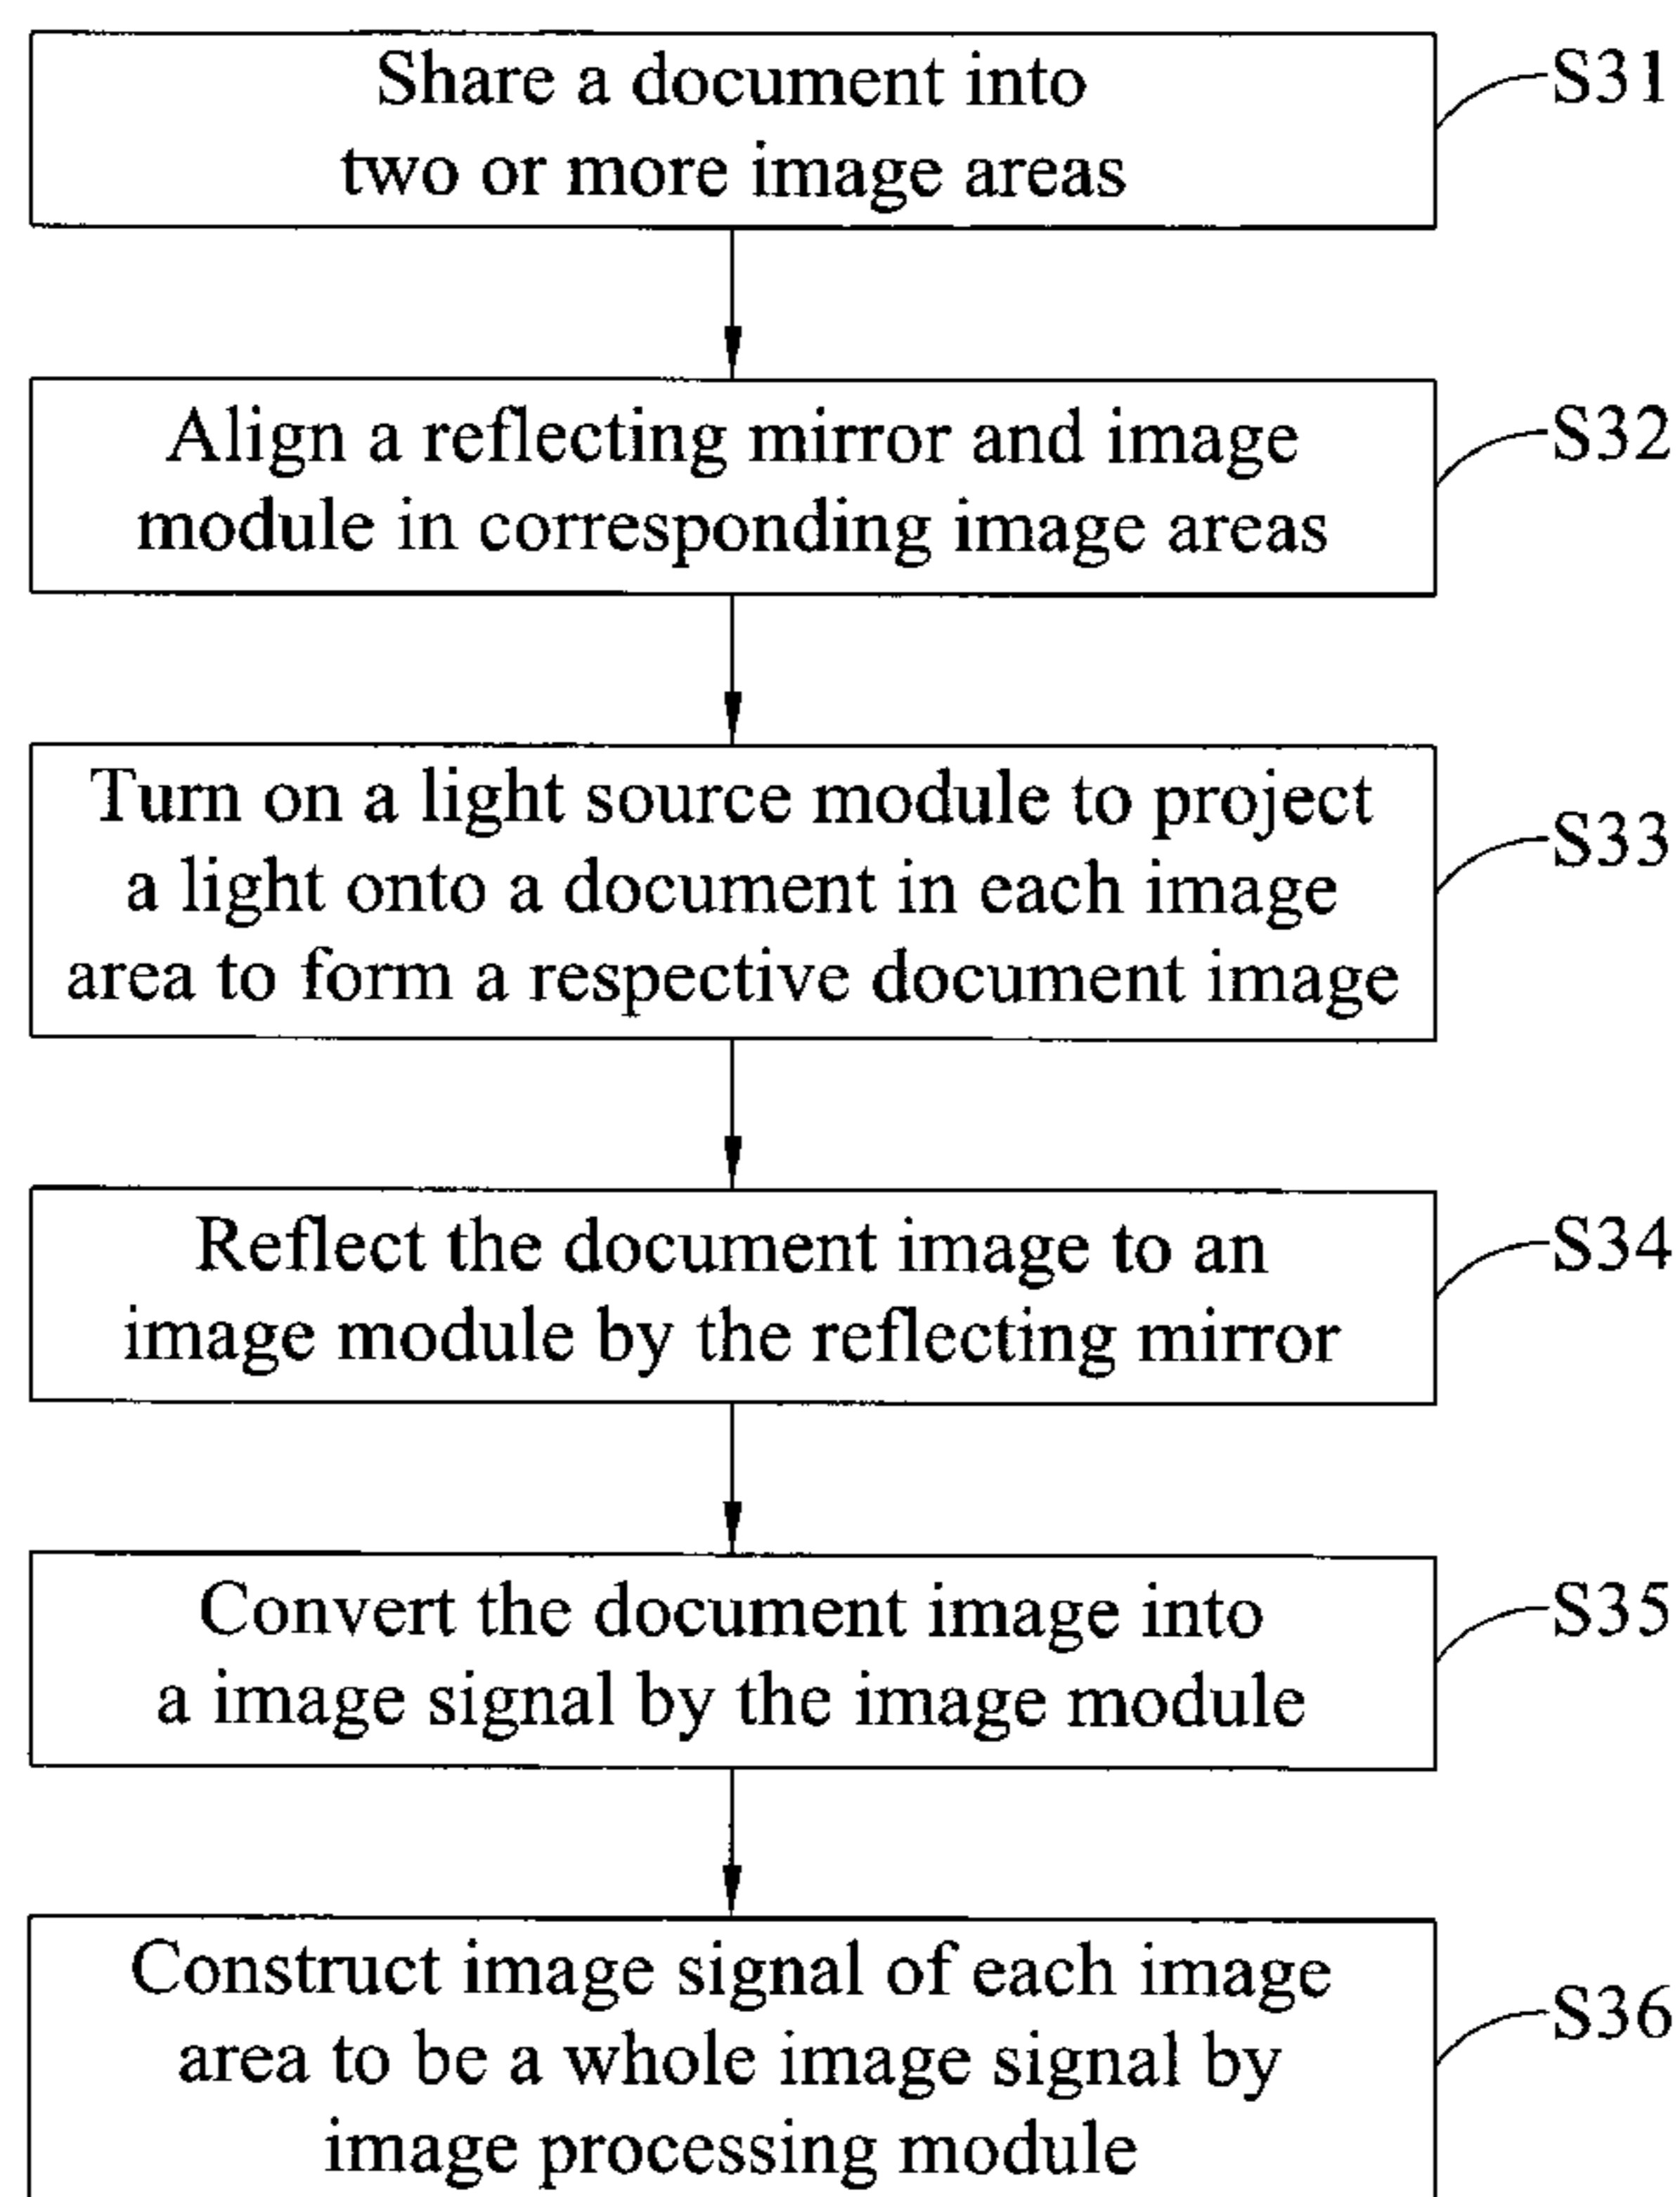 Share a document into
two or more image areas
S31
Align a reflecting mirror and image
module in corresponding image areas
S32
Turn on a light source module to project
a light onto a document in each image
area to form a respective document image
S33
Reflect the document image to an
image module by the reflecting mirror
S34
Convert the document image into
a image signal by the image module
S35
Construct image signal of each image
area to be a whole image signal by
image processing module
S36